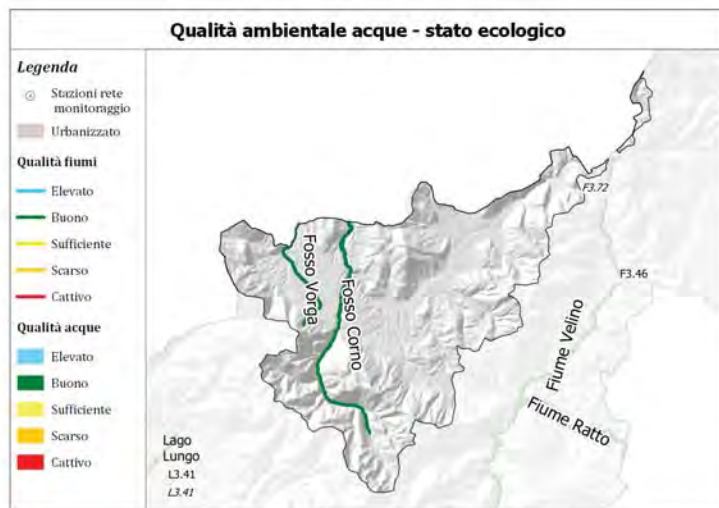 Qualità ambientale acque - stato ecologico
Legenda
Stazioni rete
monitoraggio
Urbanizzato
Qualità fiumi
Elevato
Buono
Sufficiente
Scarso
Cattivo
Qualità acque
Elevato
Buono
Sufficiente
Scarso
Cattivo
Fosso Vorga
Fosso Corno
F3.72
F3.46
Fiume Velino
Fiume Ratto
Lago
Lungo
L3.41
L3.41